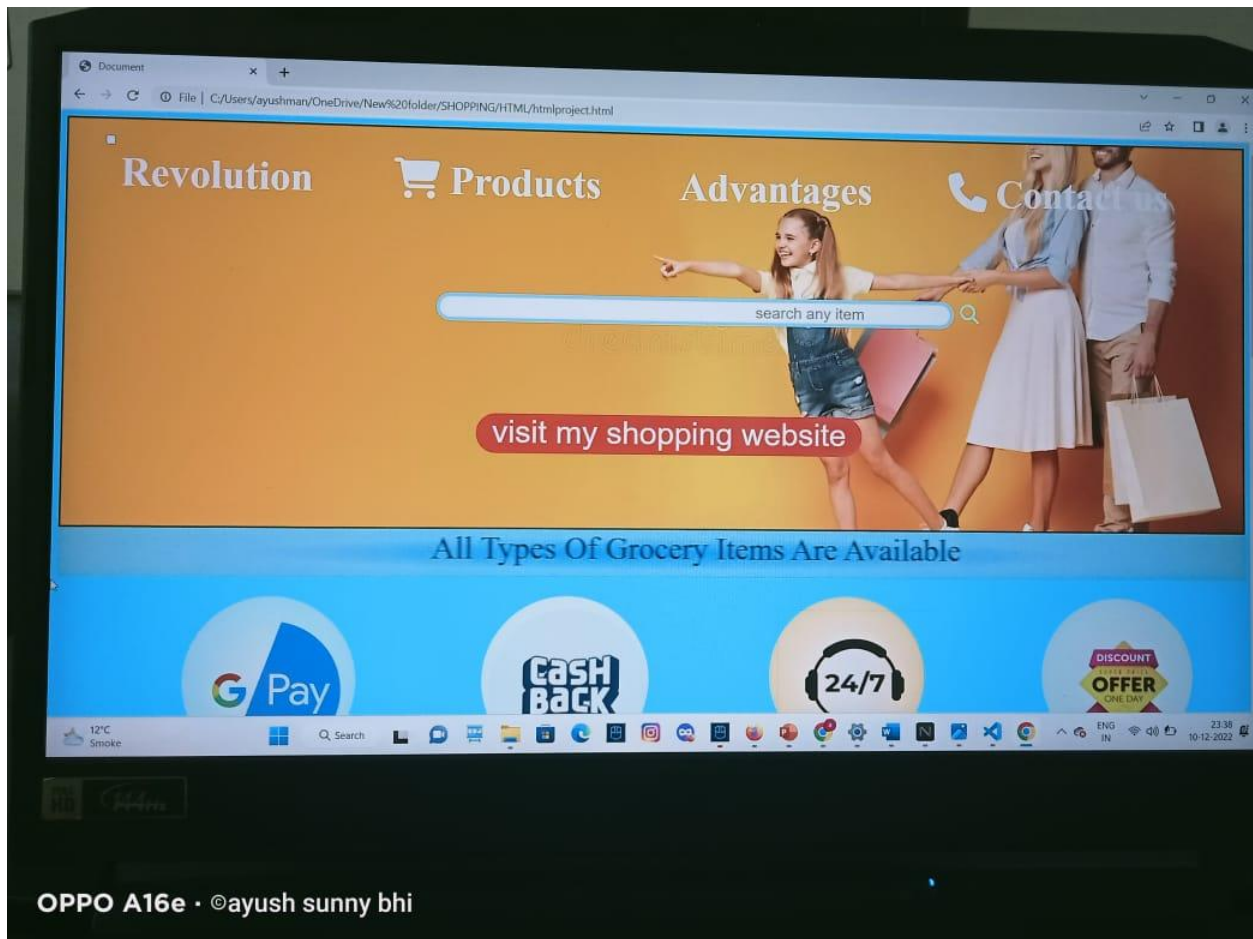 Document
File | C:/Users/ayushman/OneDrive/New%20folder/SHOPPING/HTML/htmlproject.html
Revolution Products Advantages Contact us
search any item
visit my shopping website
All Types Of Grocery Items Are Available
G Pay
CASH
BACK
24/7
DISCOUNT
OFFER
ONE DAY
12°C
Smoke
Search
ENG
IN
23:38
10-12-2022
OPPO A16e · ©ayush sunny bhi